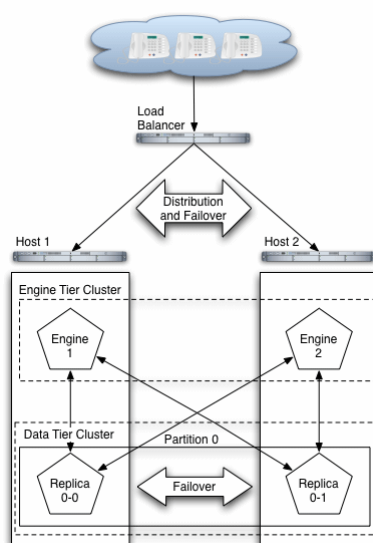 Load
Balancer
Distribution
and Failover
Host 1
Host 2
Engine Tier Cluster
Engine
1
Engine
2
Data Tier Cluster
Partition 0
Replica
0-0
Failover
Replica
0-1